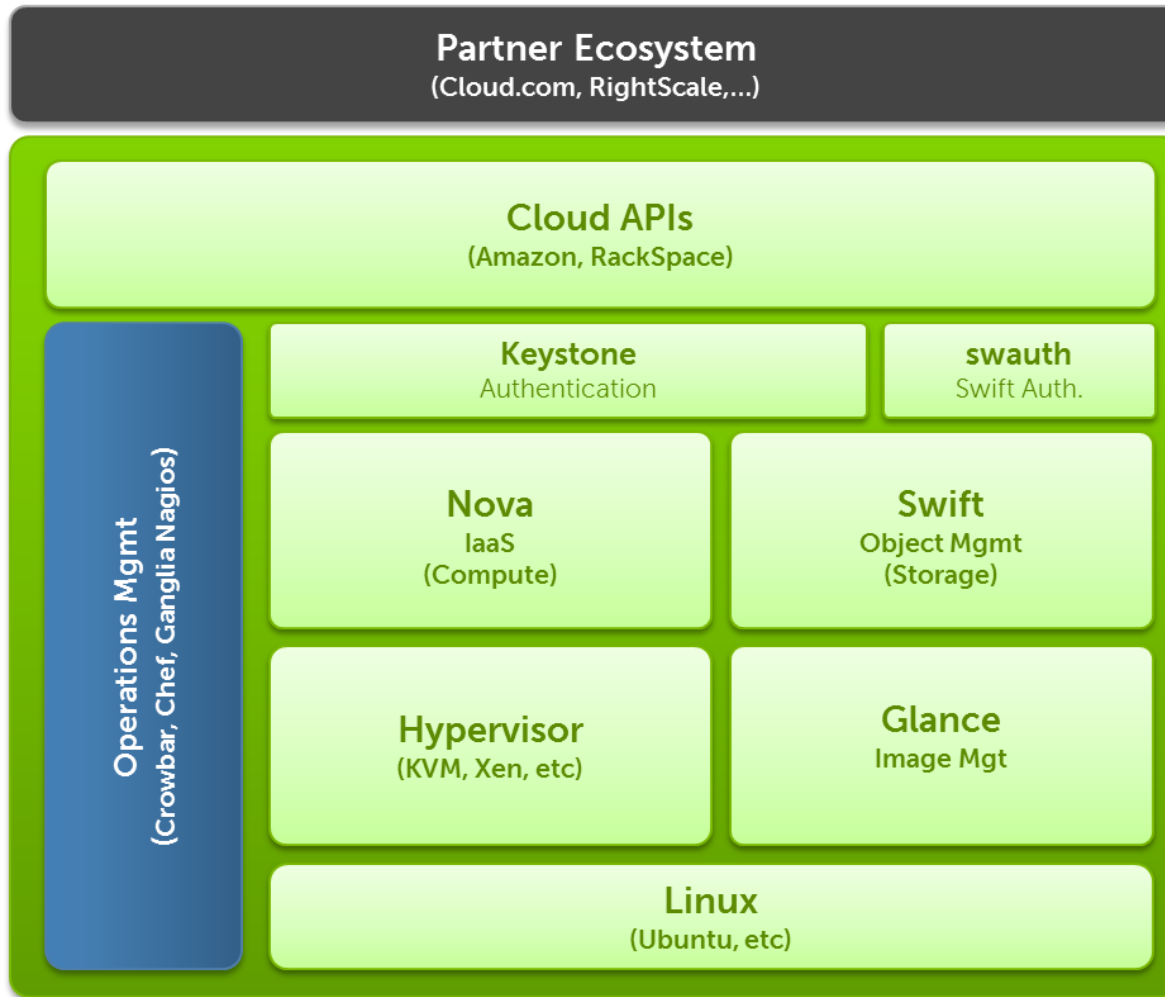 Partner Ecosystem
(Cloud.com, RightScale,...)
Cloud APIs
(Amazon, RackSpace)
Operations Mgmt
(Crowbar, Chef, Ganglia Nagios)
Keystone
Authentication
swauth
Swift Auth.
Nova
IaaS
(Compute)
Swift
Object Mgmt
(Storage)
Hypervisor
(KVM, Xen, etc)
Glance
Image Mgt
Linux
(Ubuntu, etc)